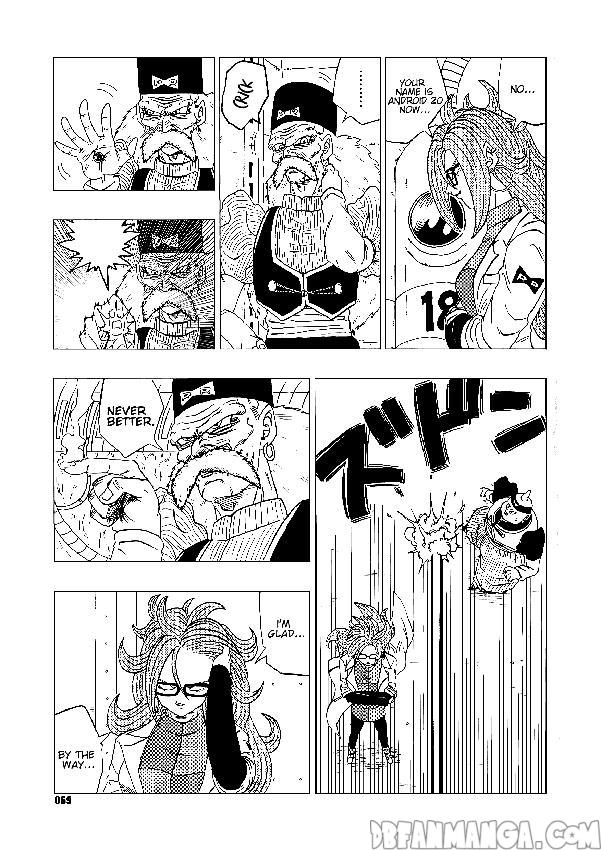 NO...
YOUR
NAME IS
ANDROID 20
NOW...
18
........
CRICK
ズドン
NEVER
BETTER.
I'M
GLAD...
BY THE
WAY...
069
DBFANMANGA.COM